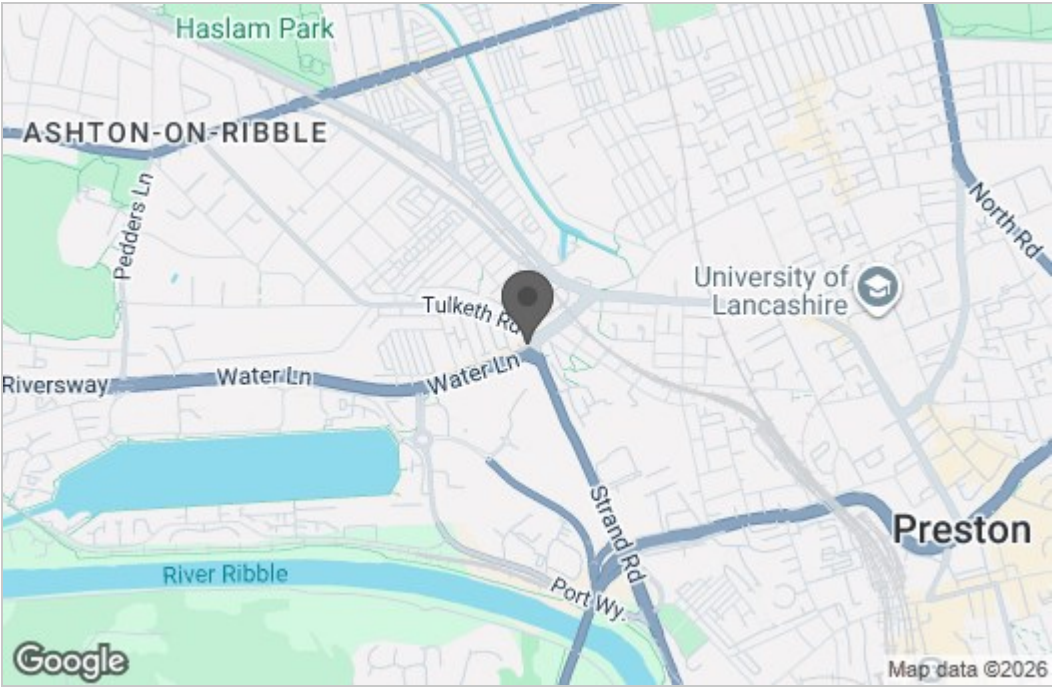 Haslam Park
ASHTON-ON-RIBBLE
Pedders Ln
North Rd
University of
Lancashire
Tulketh Rd
Water Ln
Water Ln
Riversway
Strand Rd
Preston
River Ribble
Port Wy.
Google
Map data ©2026